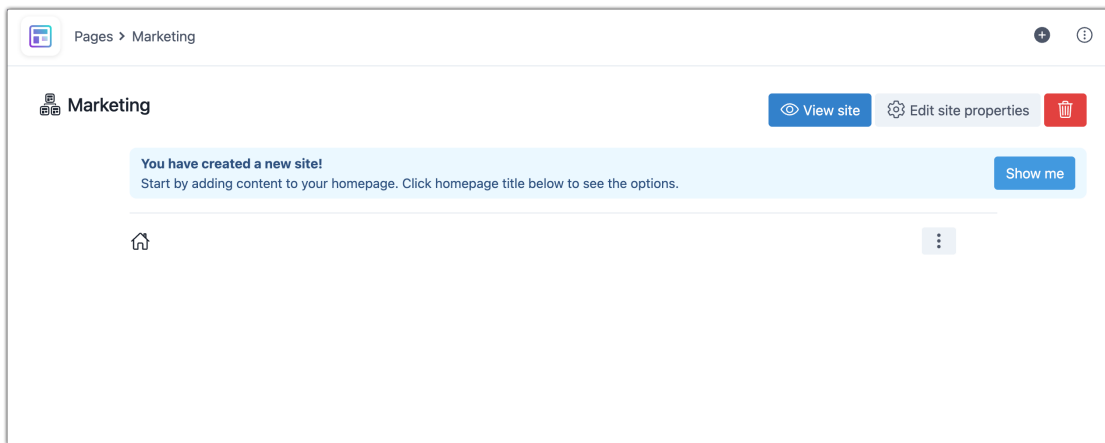 Pages > Marketing
Marketing
View site
Edit site properties
You have created a new site!
Start by adding content to your homepage. Click homepage title below to see the options.
Show me